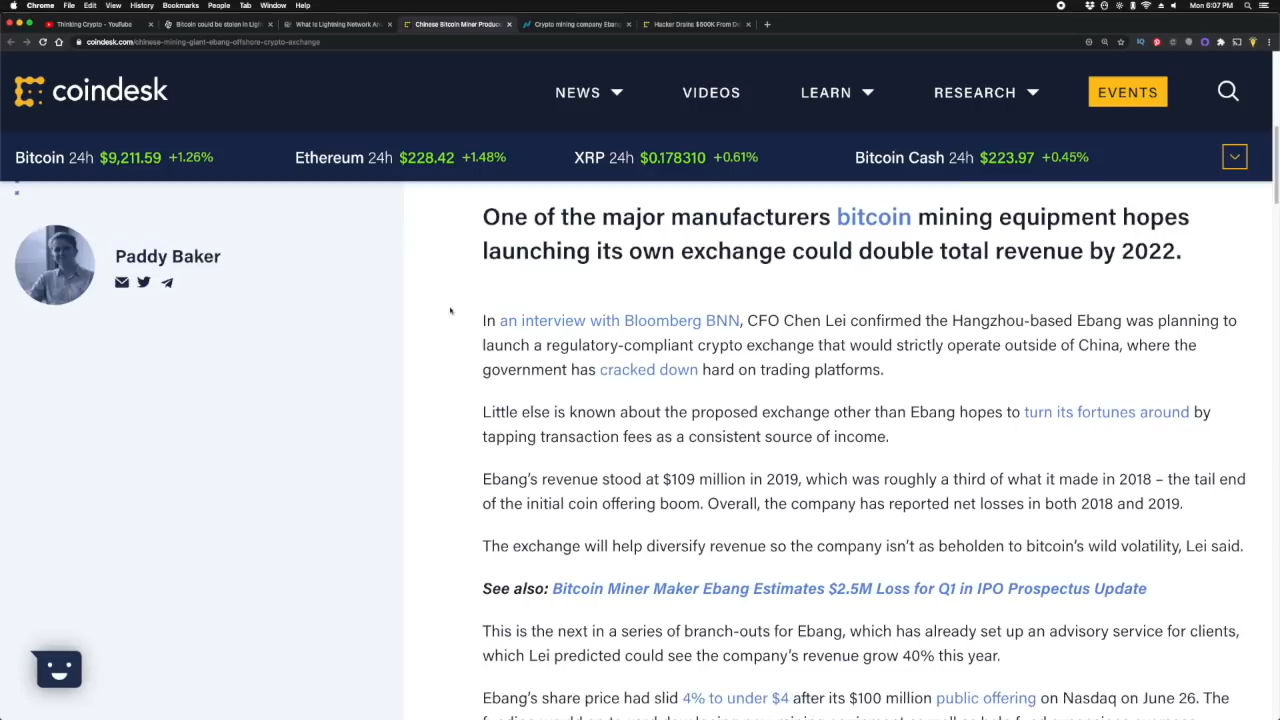 Chrome File Edit View History Bookmarks People Tab Window Help Mon 6:07 PM
Thinking Crypto - YouTube × Bitcoin could be stolen in Light × What Is Lightning Network An × Chinese Bitcoin Miner Produc × Crypto mining company Eban × Hacker Drains $500K From De × +
coindesk.com/chinese-mining-giant-ebang-offshore-crypto-exchange
coindesk NEWS VIDEOS LEARN RESEARCH EVENTS
Bitcoin 24h $9,211.59 +1.26% Ethereum 24h $228.42 +1.48% XRP 24h $0.178310 +0.61% Bitcoin Cash 24h $223.97 +0.45%
Paddy Baker
One of the major manufacturers bitcoin mining equipment hopes
launching its own exchange could double total revenue by 2022.
In an interview with Bloomberg BNN, CFO Chen Lei confirmed the Hangzhou-based Ebang was planning to
launch a regulatory-compliant crypto exchange that would strictly operate outside of China, where the
government has cracked down hard on trading platforms.
Little else is known about the proposed exchange other than Ebang hopes to turn its fortunes around by
tapping transaction fees as a consistent source of income.
Ebang's revenue stood at $109 million in 2019, which was roughly a third of what it made in 2018 – the tail end
of the initial coin offering boom. Overall, the company has reported net losses in both 2018 and 2019.
The exchange will help diversify revenue so the company isn't as beholden to bitcoin's wild volatility, Lei said.
See also: Bitcoin Miner Maker Ebang Estimates $2.5M Loss for Q1 in IPO Prospectus Update
This is the next in a series of branch-outs for Ebang, which has already set up an advisory service for clients,
which Lei predicted could see the company's revenue grow 40% this year.
Ebang's share price had slid 4% to under $4 after its $100 million public offering on Nasdaq on June 26. The